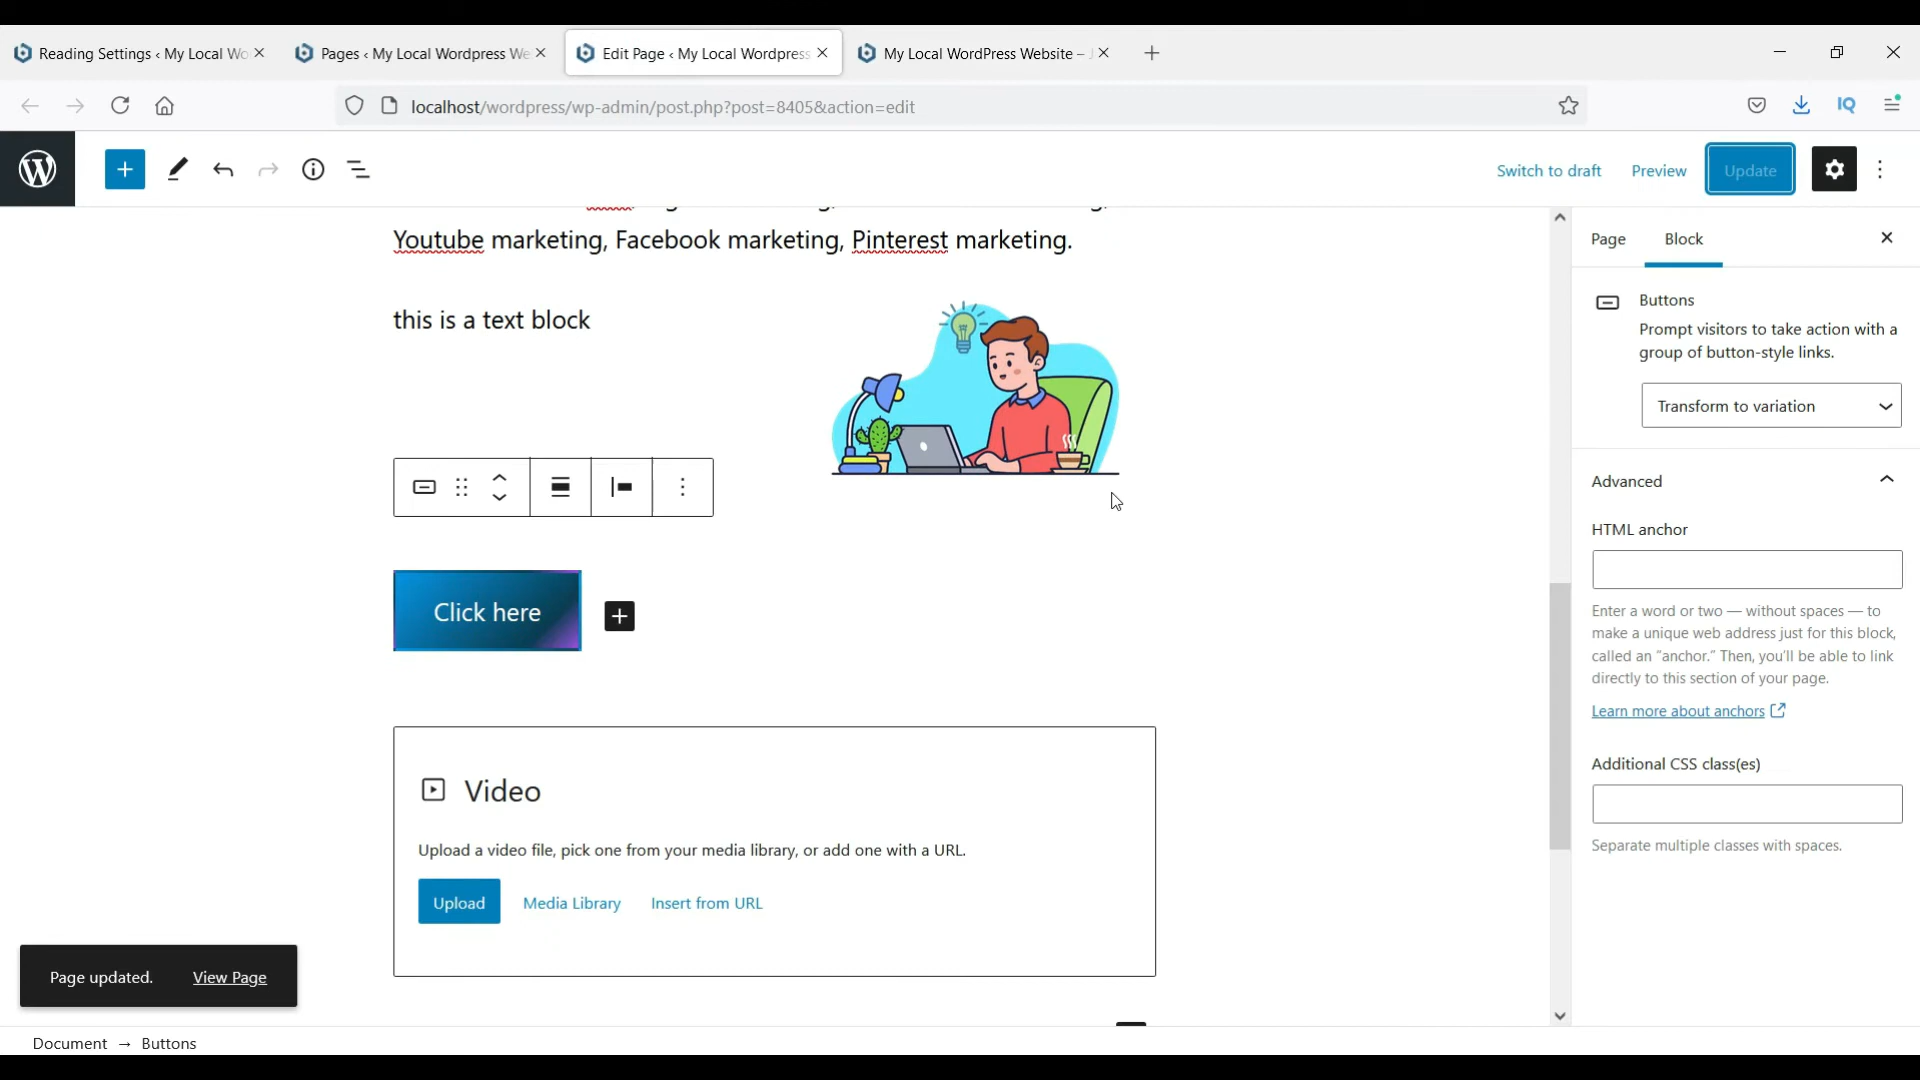 Reading Settings ‹ My Local Wo
Pages ‹ My Local Wordpress We
Edit Page ‹ My Local Wordpress
My Local WordPress Website –
localhost/wordpress/wp-admin/post.php?post=8405&action=edit
IQ
Switch to draft
Preview
Update
Youtube marketing, Facebook marketing, Pinterest marketing.
this is a text block
Click here
Video
Upload a video file, pick one from your media library, or add one with a URL.
Upload
Media Library
Insert from URL
Page
Block
Buttons
Prompt visitors to take action with a
group of button-style links.
Transform to variation
Advanced
HTML anchor
Enter a word or two — without spaces — to
make a unique web address just for this block,
called an “anchor.” Then, you’ll be able to link
directly to this section of your page.
Learn more about anchors
Additional CSS class(es)
Separate multiple classes with spaces.
Page updated.
View Page
Document → Buttons